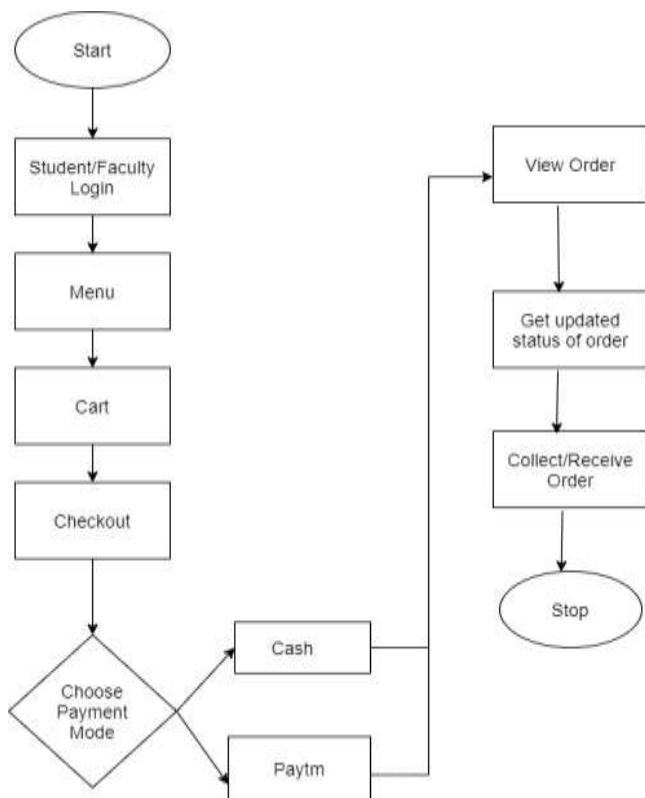 Start
Student/Faculty
Login
Menu
Cart
Checkout
Choose
Payment
Mode
Cash
Paytm
View Order
Get updated
status of order
Collect/Receive
Order
Stop